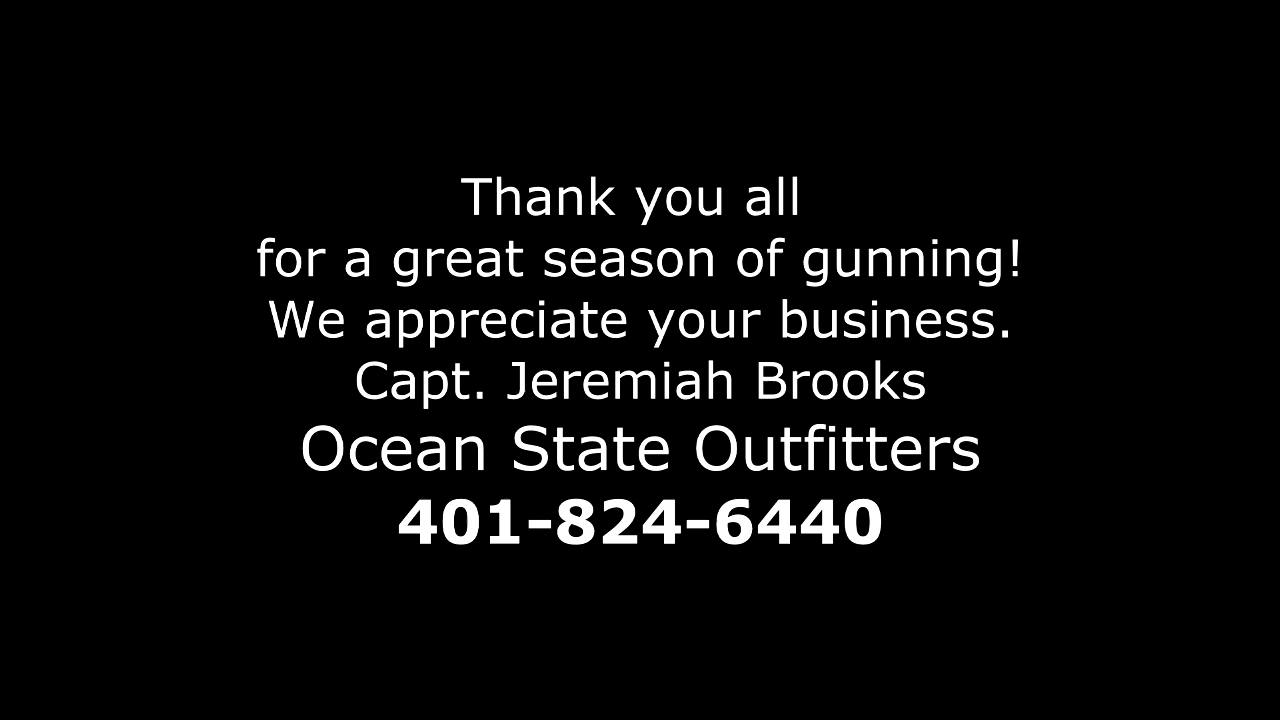 Thank you all
for a great season of gunning!
We appreciate your business.
Capt. Jeremiah Brooks
Ocean State Outfitters
401-824-6440